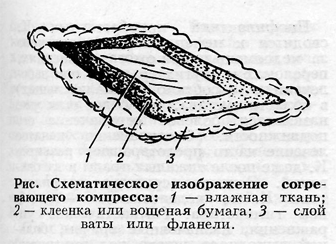 1
2
3
Рис. Схематическое изображение согре-
вающего компресса: 1 — влажная ткань;
2 — клеенка или вощеная бумага; 3 — слой
ваты или фланели.